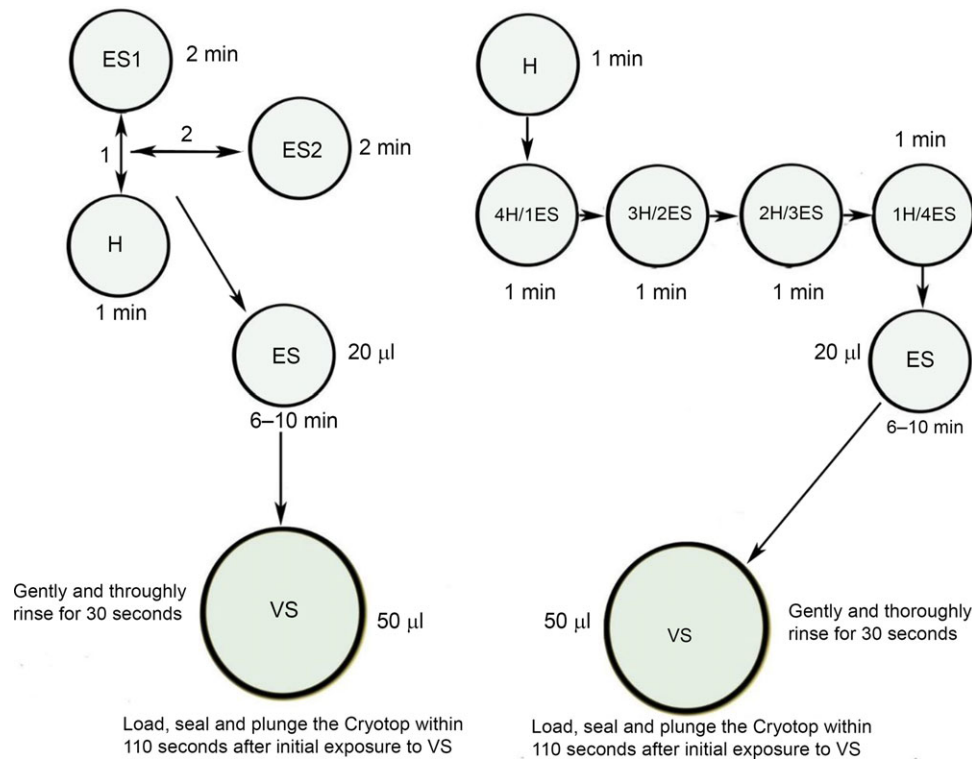 ES1
2 min
1
2
ES2
2 min
H
1 min
ES
20 µl
6–10 min
Gently and throughly
rinse for 30 seconds
VS
50 µl
Load, seal and plunge the Cryotop within
110 seconds after initial exposure to VS
H
1 min
1 min
4H/1ES
3H/2ES
2H/3ES
1H/4ES
1 min
1 min
1 min
20 µl
ES
6–10 min
50 µl
VS
Gently and thoroughly
rinse for 30 seconds
Load, seal and plunge the Cryotop within
110 seconds after initial exposure to VS